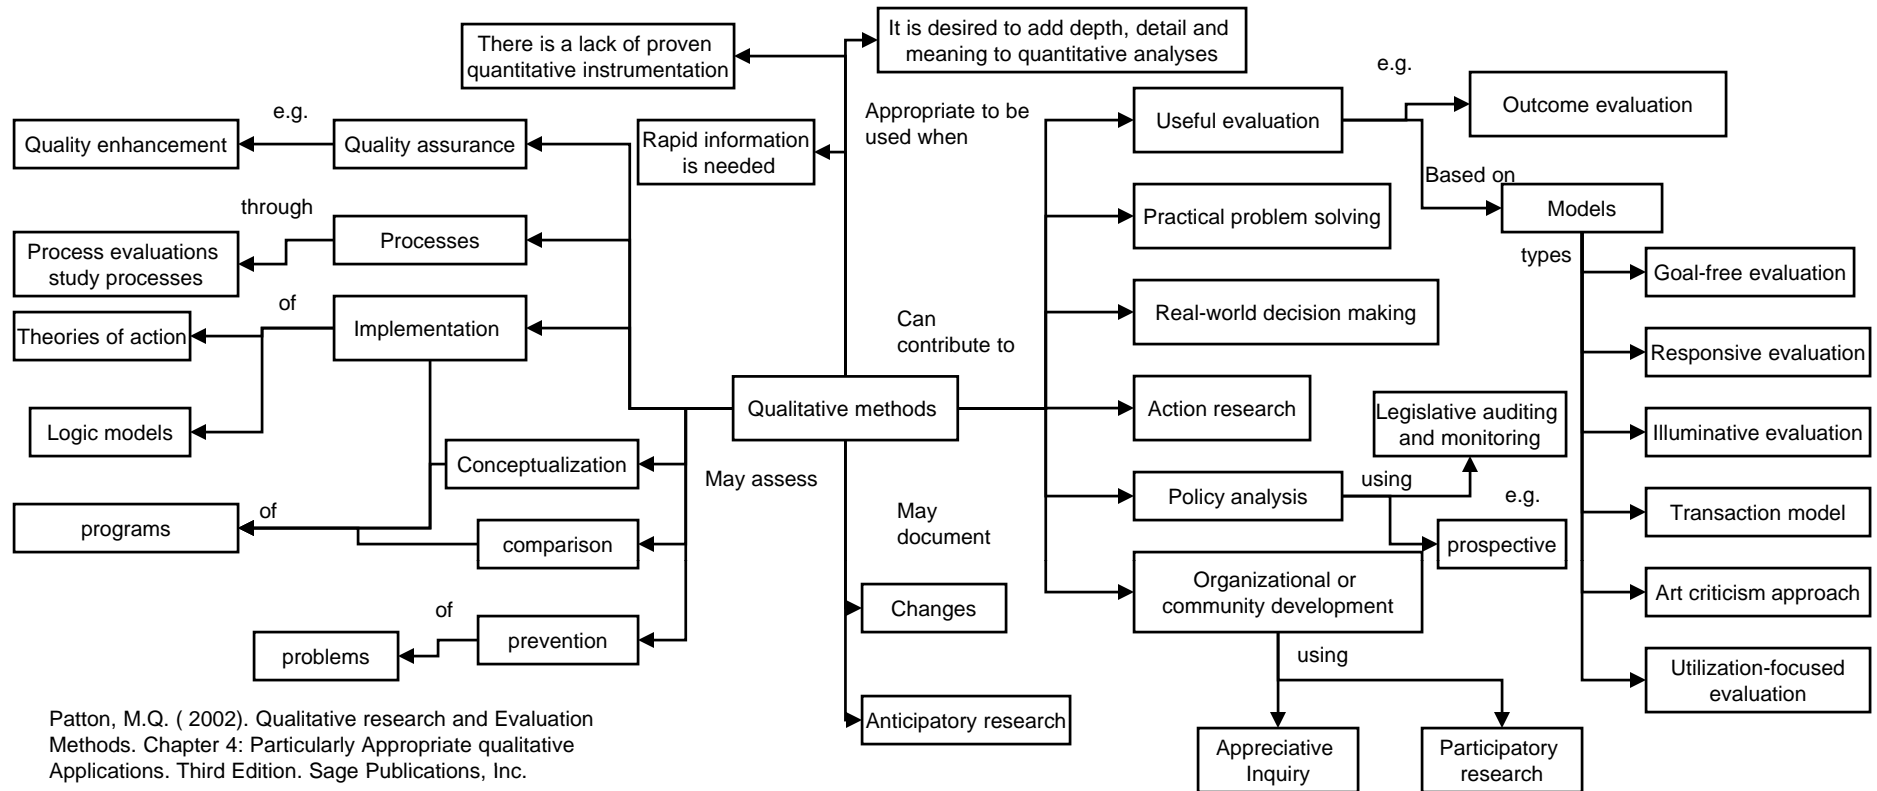 There is a lack of proven
quantitative instrumentation
It is desired to add depth, detail and
meaning to quantitative analyses
e.g.
Outcome evaluation
e.g.
Appropriate to be
used when
Useful evaluation
Quality enhancement
Quality assurance
Rapid information
is needed
Based on
through
Practical problem solving
Models
Process evaluations
study processes
Processes
types
Goal-free evaluation
of
Theories of action
Implementation
Can
contribute to
Real-world decision making
Responsive evaluation
Logic models
Qualitative methods
Action research
Legislative auditing
and monitoring
Illuminative evaluation
Conceptualization
May assess
using
Policy analysis
e.g.
of
programs
comparison
May
document
prospective
Transaction model
Organizational or
community development
Changes
Art criticism approach
of
problems
prevention
using
Utilization-focused
evaluation
Anticipatory research
Appreciative
Inquiry
Participatory
research
Patton, M.Q. ( 2002). Qualitative research and Evaluation
Methods. Chapter 4: Particularly Appropriate qualitative
Applications. Third Edition. Sage Publications, Inc.